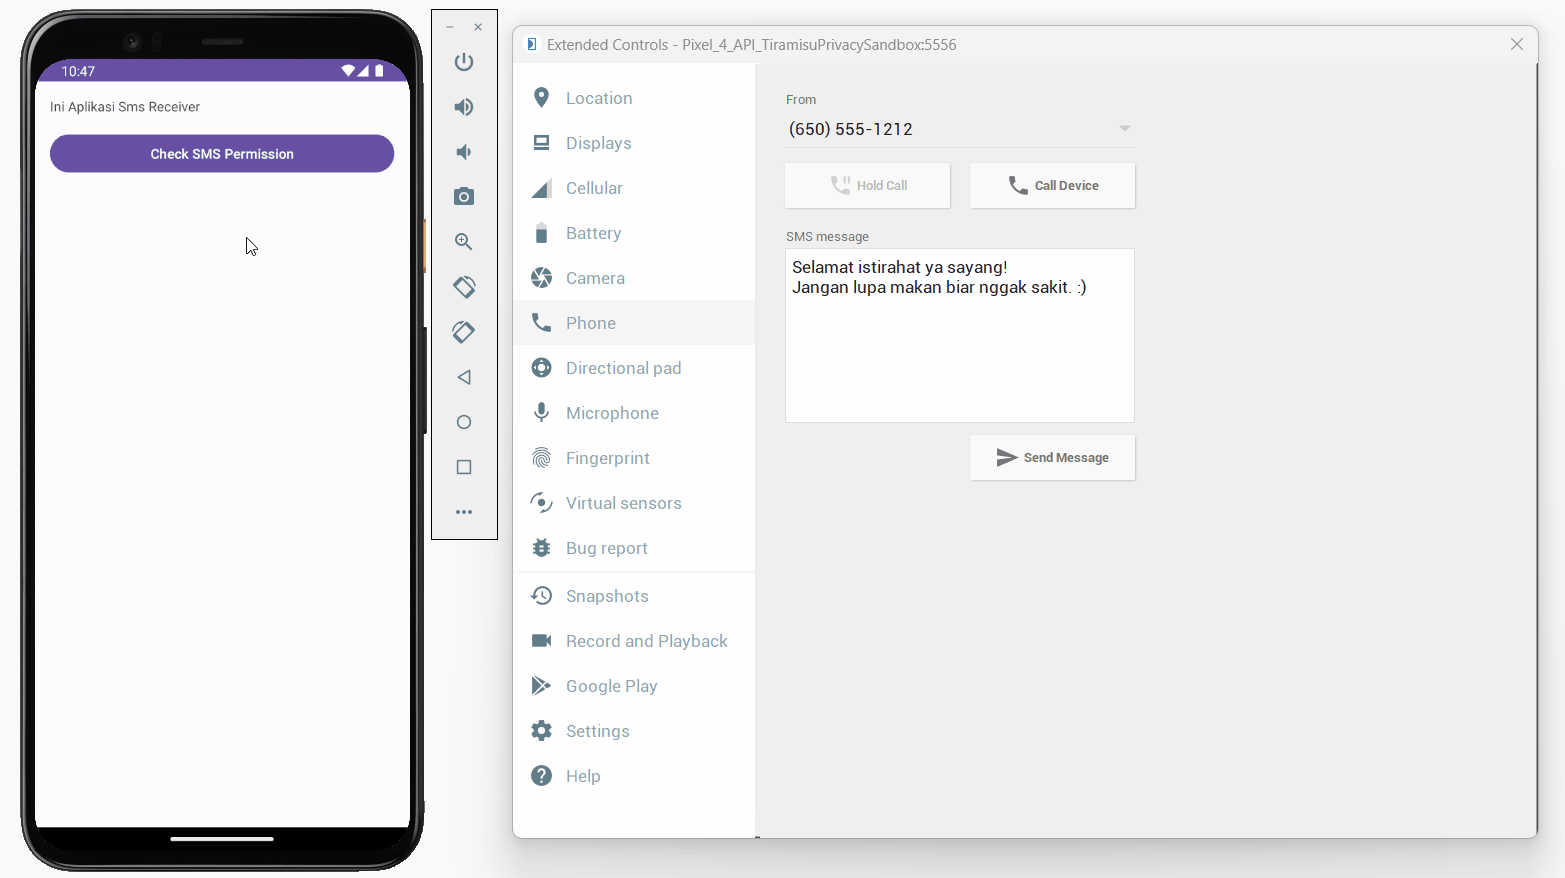 10:47
Ini Aplikasi Sms Receiver
Check SMS Permission
Extended Controls - Pixel_4_API_TiramisuPrivacySandbox:5556
Location
Displays
Cellular
Battery
Camera
Phone
Directional pad
Microphone
Fingerprint
Virtual sensors
Bug report
Snapshots
Record and Playback
Google Play
Settings
Help
From
(650) 555-1212
Hold Call
Call Device
SMS message
Selamat istirahat ya sayang!
Jangan lupa makan biar nggak sakit. :)
Send Message